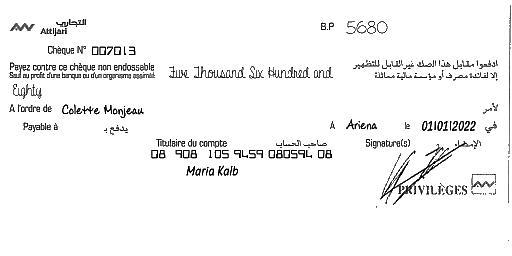 التجاري
Attijari
B.P 5680
Chèque N° 007013
Payez contre ce chèque non endossable
Sauf au profit d'une banque ou d'un organisme assimilé
Five Thousand Six Hundred and
ادفعوا مقابل هذا الصك غير القابل للتظهير
إلا لفائدة مصرف أو مؤسسة مالية مماثلة
Eighty
A l'ordre de Colette Monjeau
لأمر
Payable à
يدفع بـ
A Ariena le 01/01/2022 في
Titulaire du compte صاحب الحساب
Signature(s) الإمضاء
08 908 105 9459 080594 08
Maria Kalb
PRIVILÈGES